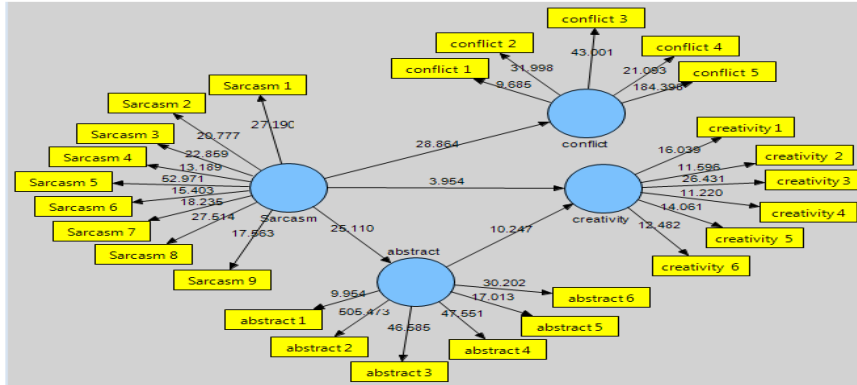 conflict 3
conflict 2
conflict 4
conflict 1
conflict 5
43.001
31.998
21.093
9.685
184.398
conflict
Sarcasm 1
Sarcasm 2
Sarcasm 3
Sarcasm 4
Sarcasm 5
Sarcasm 6
Sarcasm 7
Sarcasm 8
Sarcasm 9
27.190
20.777
22.859
13.189
52.971
15.403
18.235
27.514
17.563
Sarcasm
28.864
3.954
25.110
10.247
creativity 1
creativity 2
creativity 3
creativity 4
creativity 5
creativity 6
16.039
11.596
26.431
11.220
14.061
12.482
creativity
abstract
9.954
505.473
46.585
47.551
17.013
30.202
abstract 1
abstract 2
abstract 3
abstract 4
abstract 5
abstract 6